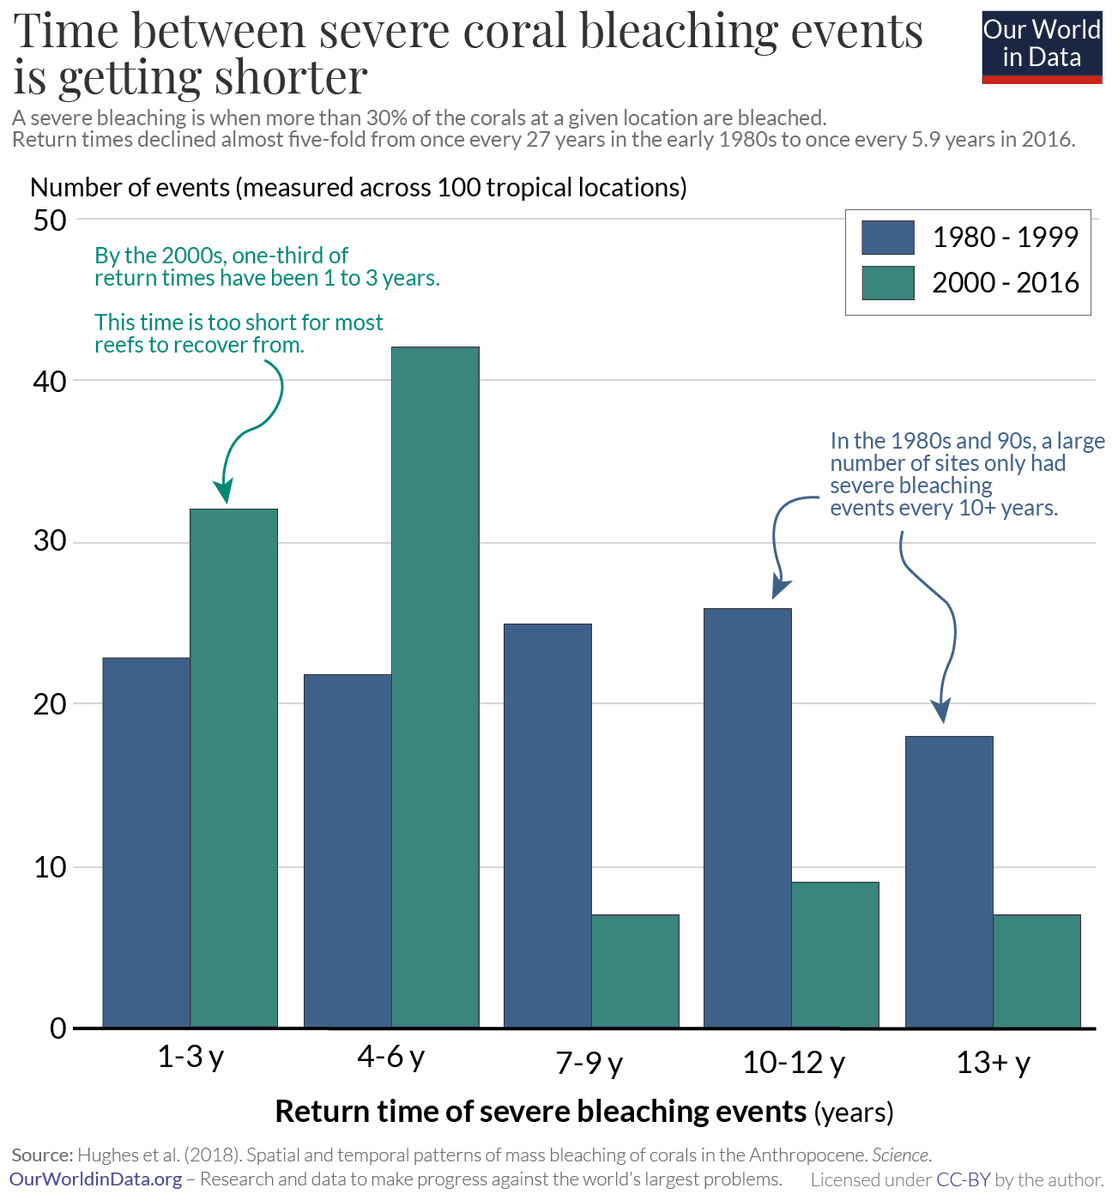 Time between severe coral bleaching events
is getting shorter
Our World
in Data
A severe bleaching is when more than 30% of the corals at a given location are bleached.
Return times declined almost five-fold from once every 27 years in the early 1980s to once every 5.9 years in 2016.
Number of events (measured across 100 tropical locations)
50
1980 - 1999
2000 - 2016
By the 2000s, one-third of
return times have been 1 to 3 years.
This time is too short for most
reefs to recover from.
40
In the 1980s and 90s, a large
number of sites only had
severe bleaching
events every 10+ years.
30
20
10
0
1-3 y
4-6 y
7-9 y
10-12 y
13+ y
Return time of severe bleaching events (years)
Source: Hughes et al. (2018). Spatial and temporal patterns of mass bleaching of corals in the Anthropocene. Science.
OurWorldinData.org – Research and data to make progress against the world's largest problems.
Licensed under CC-BY by the author.